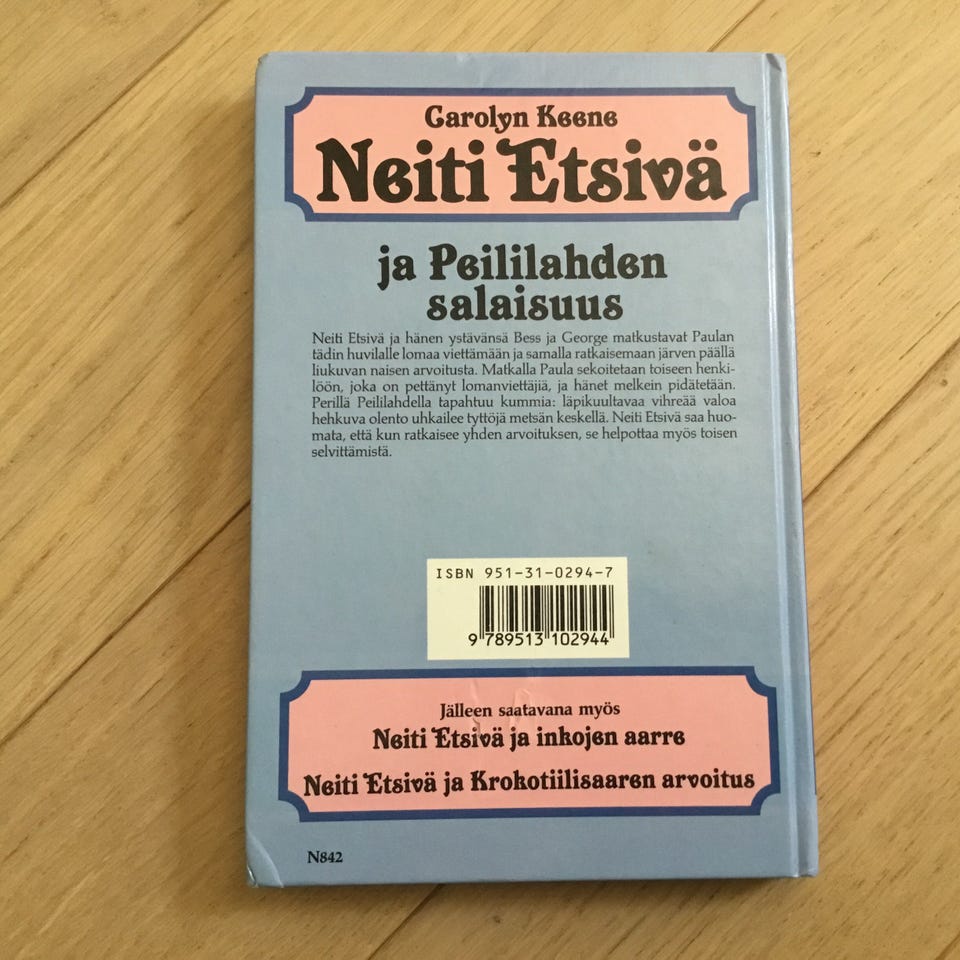 Carolyn Keene
Neiti Etsivä
ja Peililahden
salaisuus
Neiti Etsivä ja hänen ystävänsä Bess ja George matkustavat Paulan
tädin huvilalle lomaa viettämään ja samalla ratkaisemaan järven päällä
liukuvan naisen arvoitusta. Matkalla Paula sekoitetaan toiseen henki-
löön, joka on pettänyt lomanviettäjiä, ja hänet melkein pidätetään.
Perillä Peililahdella tapahtuu kummia: läpikuultavaa vihreää valoa
hehkuva olento uhkailee tyttöjä metsän keskellä. Neiti Etsivä saa huo-
mata, että kun ratkaisee yhden arvoituksen, se helpottaa myös toisen
selvittämistä.
ISBN 951-31-0294-7
9 789513 102944
Jälleen saatavana myös
Neiti Etsivä ja inkojen aarre
Neiti Etsivä ja Krokotiilisaaren arvoitus
N842